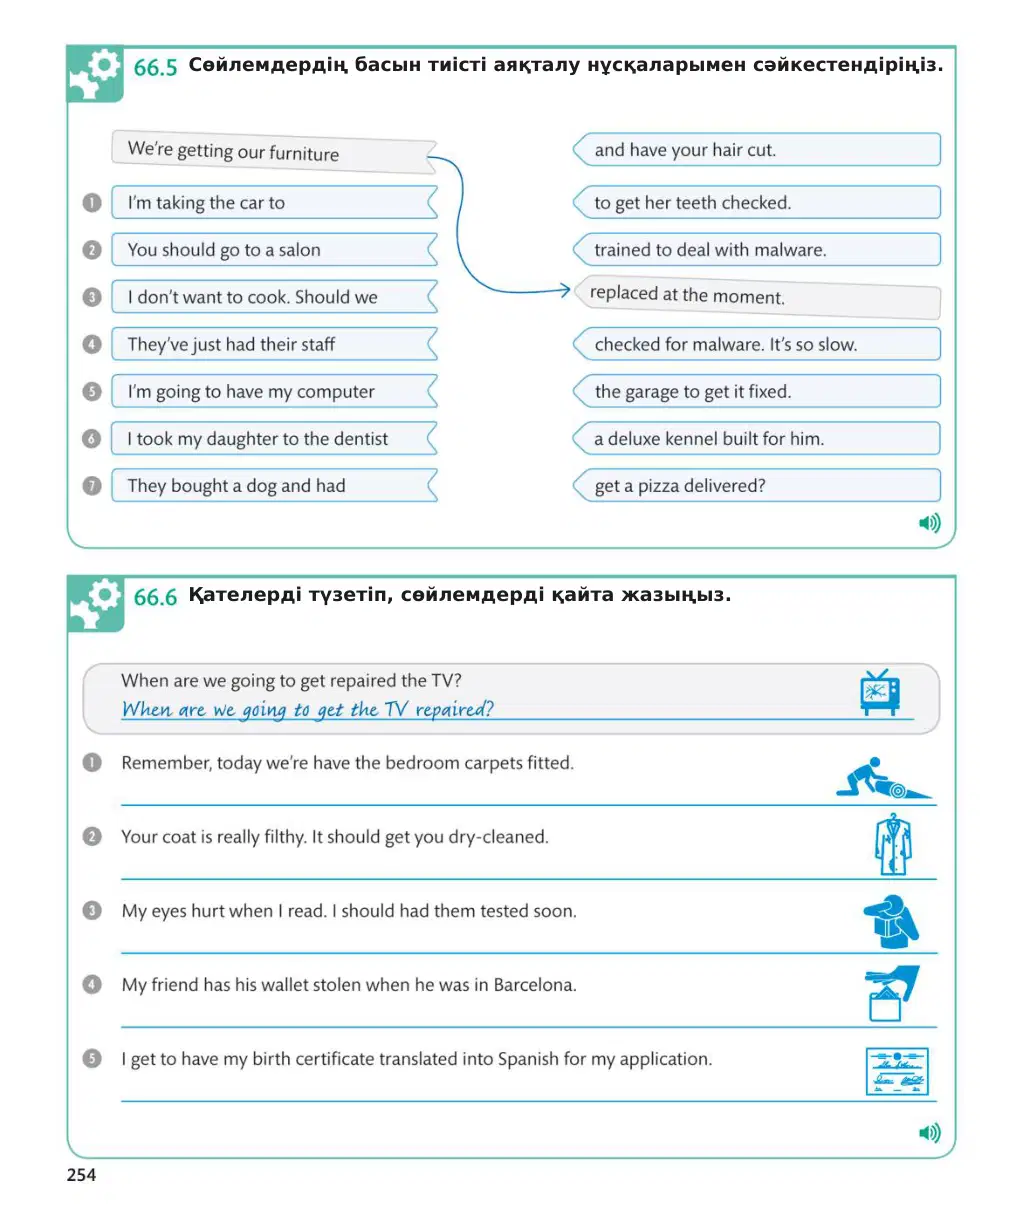 66.5 Сөйлемдердің басын тиісті аяқталу нұсқаларымен сәйкестендіріңіз.
We're getting our furniture
and have your hair cut.
1 I'm taking the car to
to get her teeth checked.
2 You should go to a salon
trained to deal with malware.
3 I don't want to cook. Should we
replaced at the moment.
4 They've just had their staff
checked for malware. It's so slow.
5 I'm going to have my computer
the garage to get it fixed.
6 I took my daughter to the dentist
a deluxe kennel built for him.
7 They bought a dog and had
get a pizza delivered?
66.6 Қателерді түзетіп, сөйлемдерді қайта жазыңыз.
When are we going to get repaired the TV?
When are we going to get the TV repaired?
1 Remember, today we're have the bedroom carpets fitted.
2 Your coat is really filthy. It should get you dry-cleaned.
3 My eyes hurt when I read. I should had them tested soon.
4 My friend has his wallet stolen when he was in Barcelona.
5 I get to have my birth certificate translated into Spanish for my application.
254